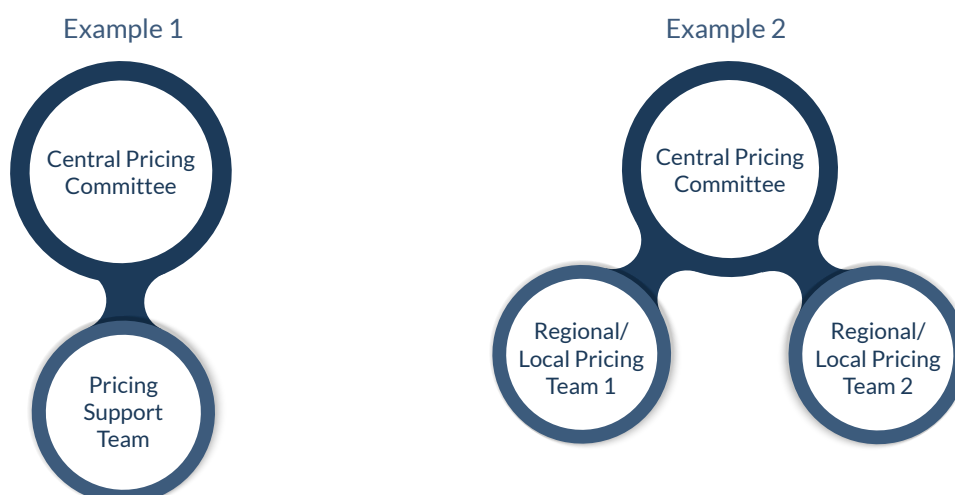 Example 1
Central Pricing
Committee
Pricing
Support
Team
Example 2
Central Pricing
Committee
Regional/
Local Pricing
Team 1
Regional/
Local Pricing
Team 2